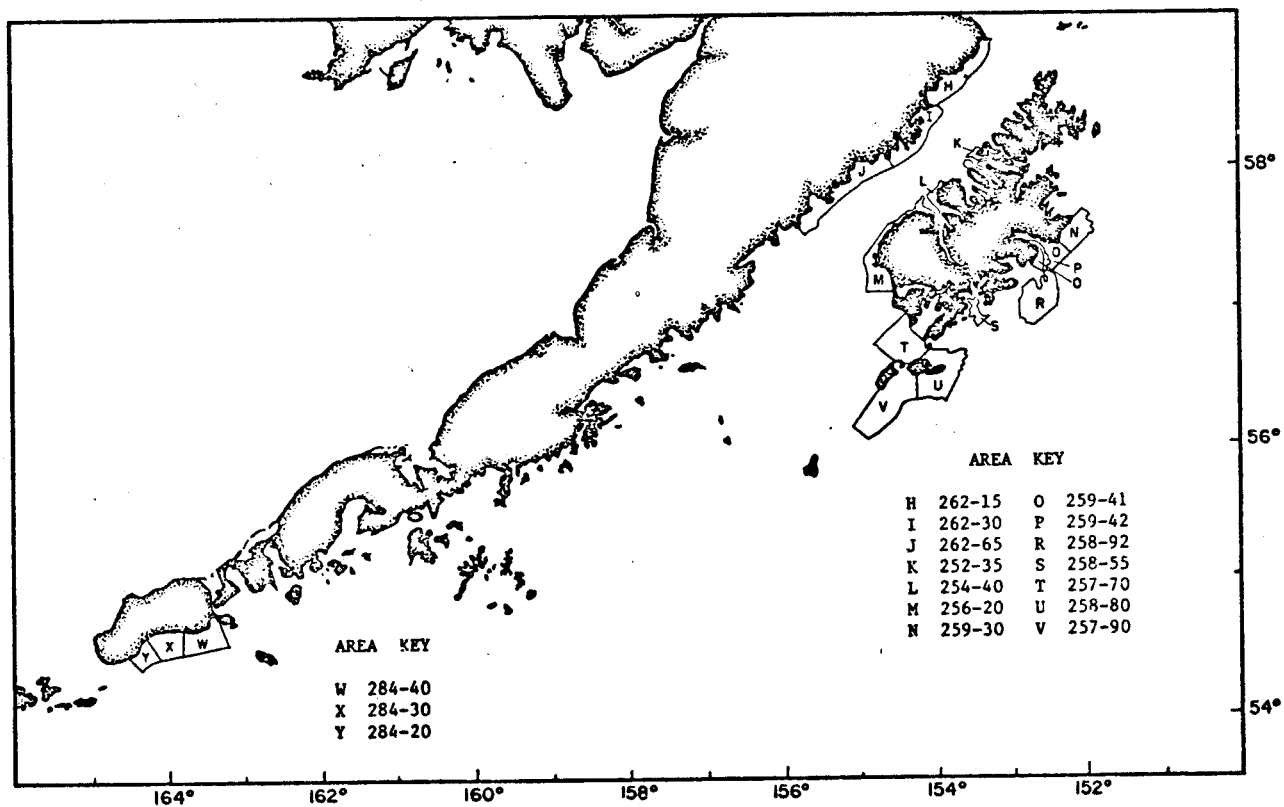 H
I
K
58°
J
L
N
O
P
M
O
R
S
T
U
V
56°
AREA KEY
H 262-15 O 259-41
I 262-30 P 259-42
J 262-65 R 258-92
K 252-35 S 258-55
L 254-40 T 257-70
M 256-20 U 258-80
N 259-30 V 257-90
Y X W
AREA KEY
W 284-40
X 284-30
Y 284-20
54°
164° 162° 160° 158° 156° 154° 152°